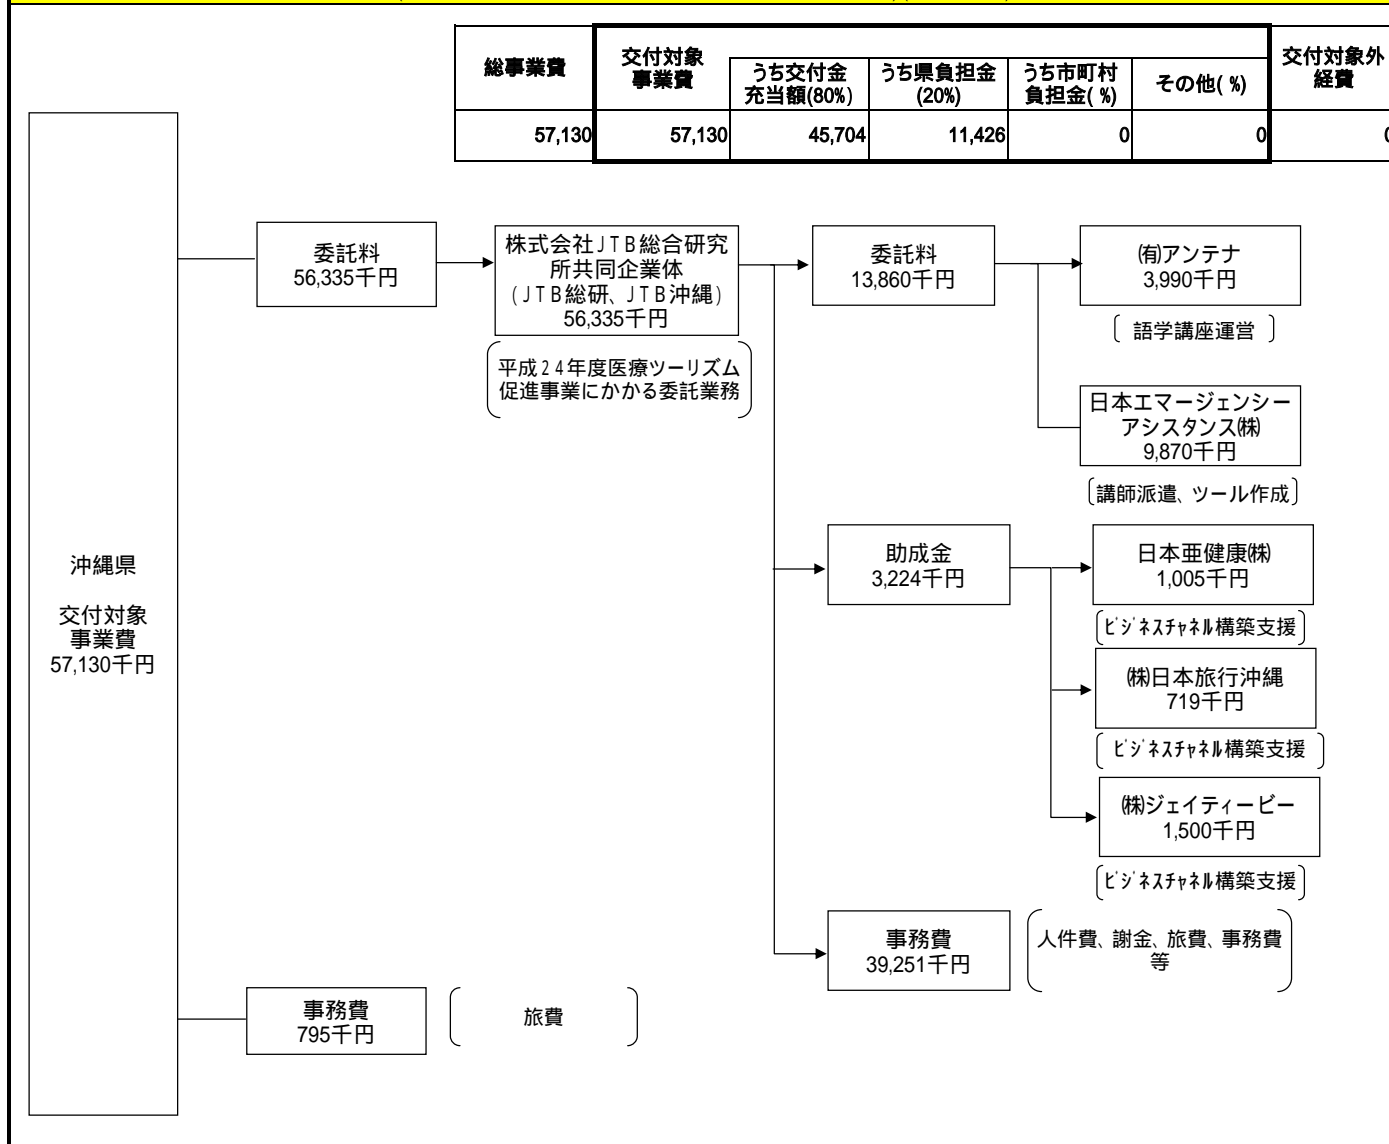 総事業費
交付対象
事業費
うち交付金
充当額(80%)
うち県負担金
(20%)
うち市町村
負担金( %)
その他( %)
交付対象外
経費
57,130
57,130
45,704
11,426
0
0
0
沖縄県
交付対象
事業費
57,130千円
委託料
56,335千円
株式会社JTB総合研究
所共同企業体
(JTB総研、JTB沖縄)
56,335千円
平成24年度医療ツーリズム
促進事業にかかる委託業務
委託料
13,860千円
㈲アンテナ
3,990千円
語学講座運営
日本エマージェンシー
アシスタンス㈱
9,870千円
講師派遣、ツール作成
助成金
3,224千円
日本亜健康㈱
1,005千円
ﾋﾞｼﾞﾈｽﾁｬﾈﾙ構築支援
㈱日本旅行沖縄
719千円
ﾋﾞｼﾞﾈｽﾁｬﾈﾙ構築支援
㈱ジェイティービー
1,500千円
ﾋﾞｼﾞﾈｽﾁｬﾈﾙ構築支援
事務費
39,251千円
人件費、謝金、旅費、事務費
等
事務費
795千円
旅費